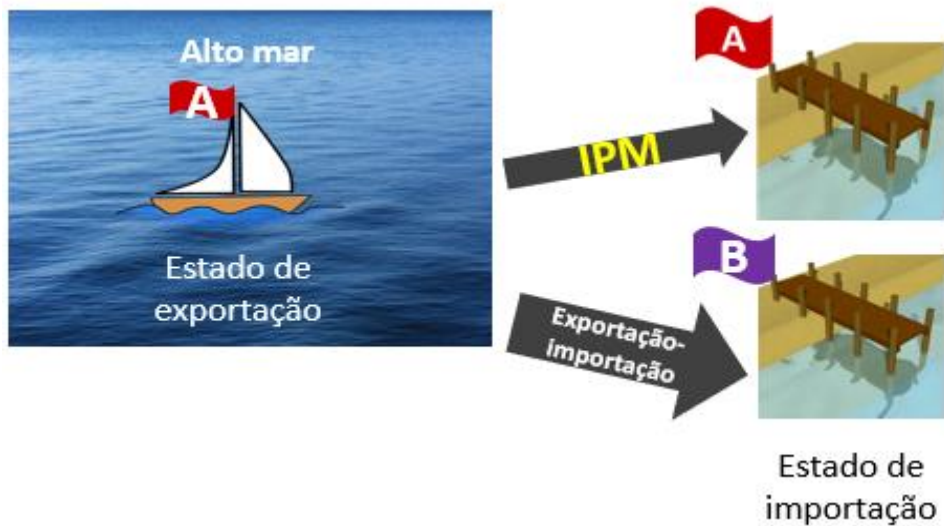 Alto mar
A
Estado de
exportação
IPM
A
B
Exportação-
importação
Estado de
importação